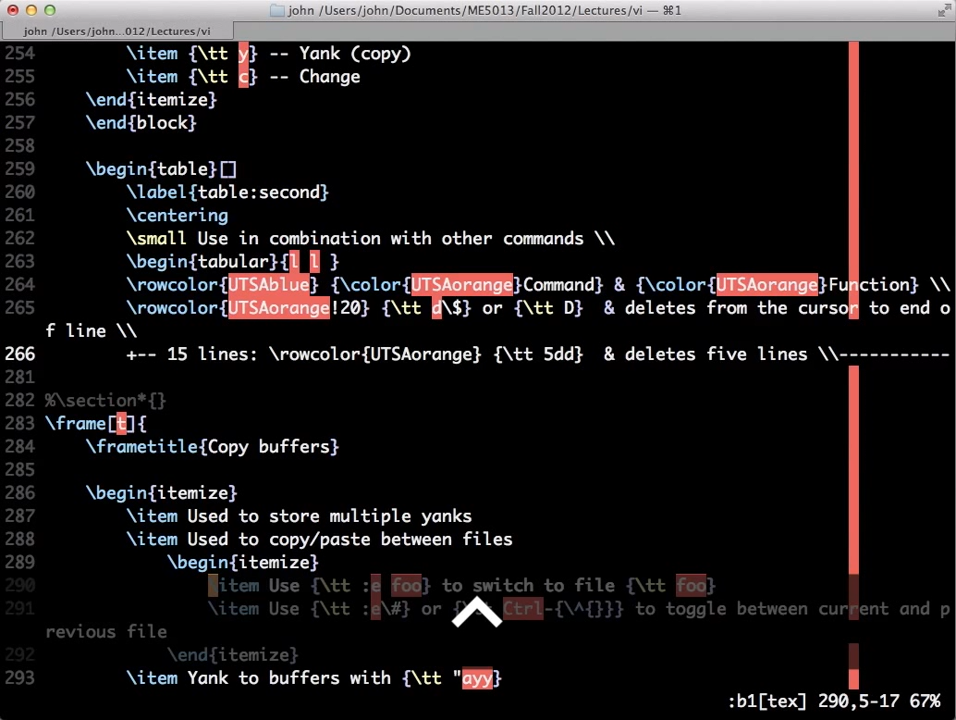 john /Users/john/Documents/ME5013/Fall2012/Lectures/vi — ⌘1
john /Users/john...012/Lectures/vi
254 \item {\tt y} -- Yank (copy)
255 \item {\tt c} -- Change
256 \end{itemize}
257 \end{block}
258
259 \begin{table}[]
260 \label{table:second}
261 \centering
262 \small Use in combination with other commands \\
263 \begin{tabular}{l l }
264 \rowcolor{UTSAblue} {\color{UTSAorange}Command} & {\color{UTSAorange}Function} \\
265 \rowcolor{UTSAorange!20} {\tt d\$} or {\tt D} & deletes from the cursor to end o
f line \\
266 +-- 15 lines: \rowcolor{UTSAorange} {\tt 5dd} & deletes five lines \\-----------
281
282 %\section*{}
283 \frame[t]{
284 \frametitle{Copy buffers}
285
286 \begin{itemize}
287 \item Used to store multiple yanks
288 \item Used to copy/paste between files
289 \begin{itemize}
290 \item Use {\tt :e foo} to switch to file {\tt foo}
291 \item Use {\tt :e\#} or {\tt Ctrl-{\^{}}} to toggle between current and p
revious file
292 \end{itemize}
293 \item Yank to buffers with {\tt "ayy}
:b1[tex] 290,5-17 67%